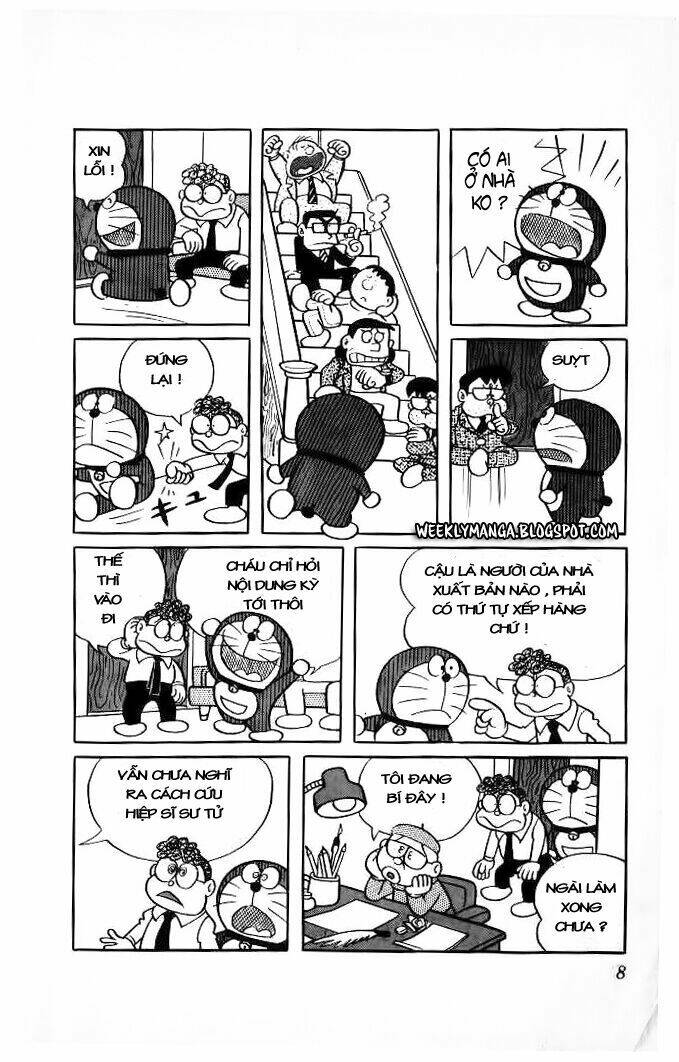 CÓ AI
Ở NHÀ
KO ?
SUỴT
WEEKLYMANGA.BLOGSPOT.COM
XIN
LỖI !
ĐỨNG
LẠI !
キュ
CẬU LÀ NGƯỜI CỦA NHÀ
XUẤT BẢN NÀO , PHẢI
CÓ THỨ TỰ XẾP HÀNG
CHỨ !
CHÁU CHỈ HỎI
NỘI DUNG KỲ
TỚI THÔI
THẾ
THÌ
VÀO
ĐI
NGÀI LÀM
XONG
CHƯA ?
TÔI ĐANG
BÍ ĐÂY !
VẪN CHƯA NGHĨ
RA CÁCH CỨU
HIỆP SĨ SƯ TỬ
8